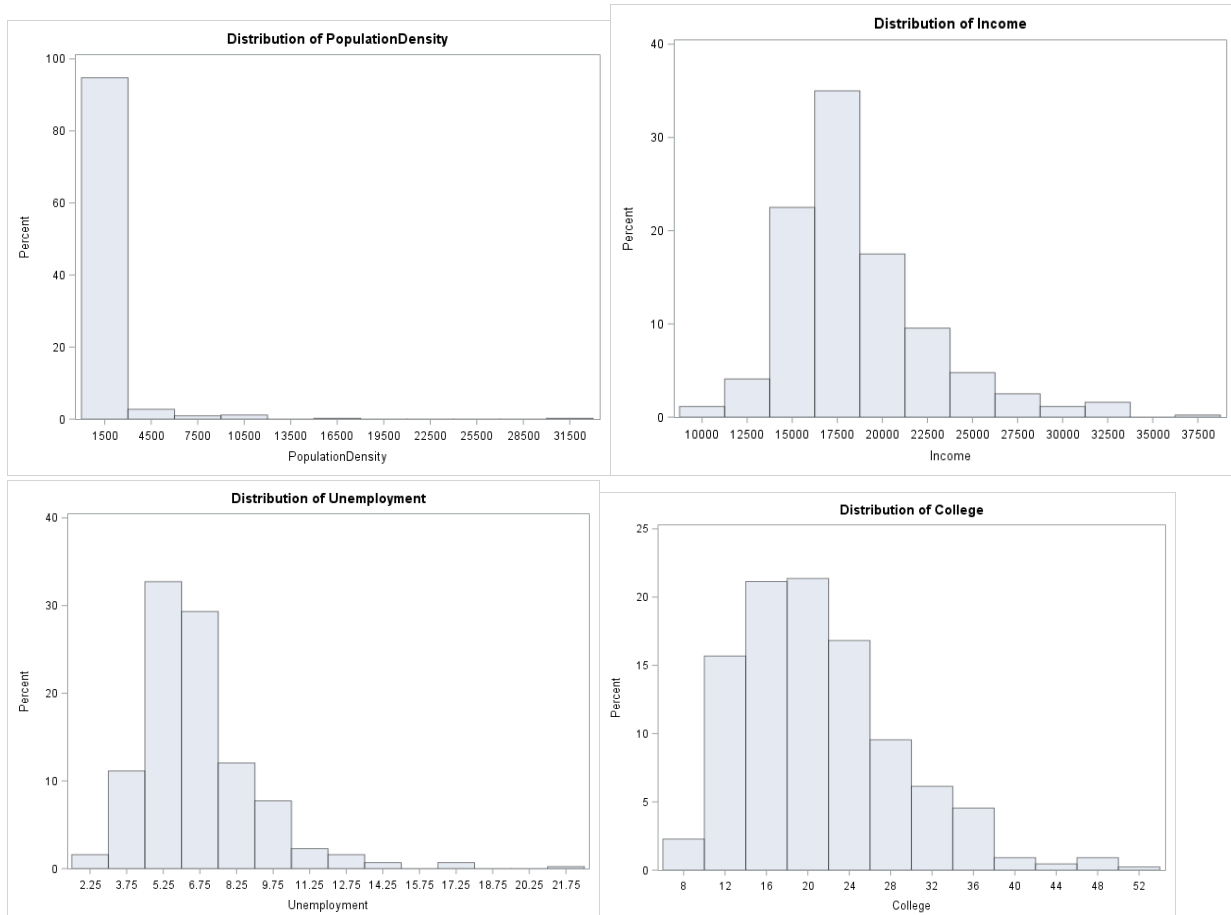 Distribution of PopulationDensity
100
80
60
40
20
0
Percent
1500 4500 7500 10500 13500 16500 19500 22500 25500 28500 31500
PopulationDensity
Distribution of Income
40
30
20
10
0
Percent
10000 12500 15000 17500 20000 22500 25000 27500 30000 32500 35000 37500
Income
Distribution of Unemployment
40
30
20
10
0
Percent
2.25 3.75 5.25 6.75 8.25 9.75 11.25 12.75 14.25 15.75 17.25 18.75 20.25 21.75
Unemployment
Distribution of College
25
20
15
10
5
0
Percent
8 12 16 20 24 28 32 36 40 44 48 52
College